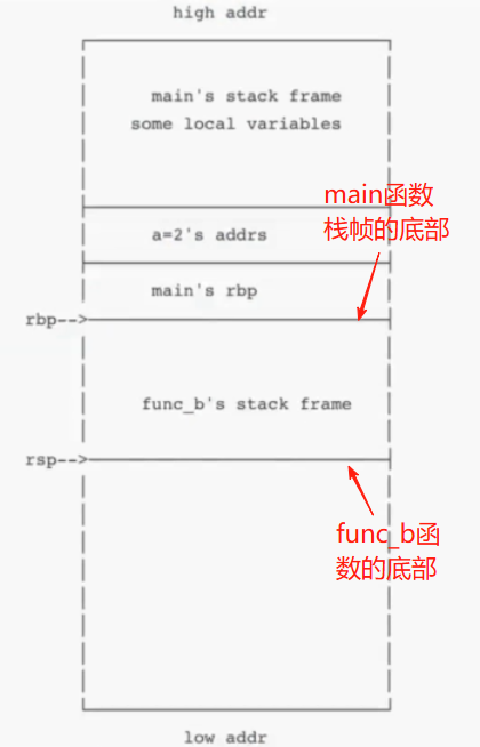 high addr
main's stack frame
some local variables
main函数
栈帧的底部
a=2's addrs
main's rbp
rbp-->
func_b's stack frame
rsp-->
func_b函
数的底部
low addr